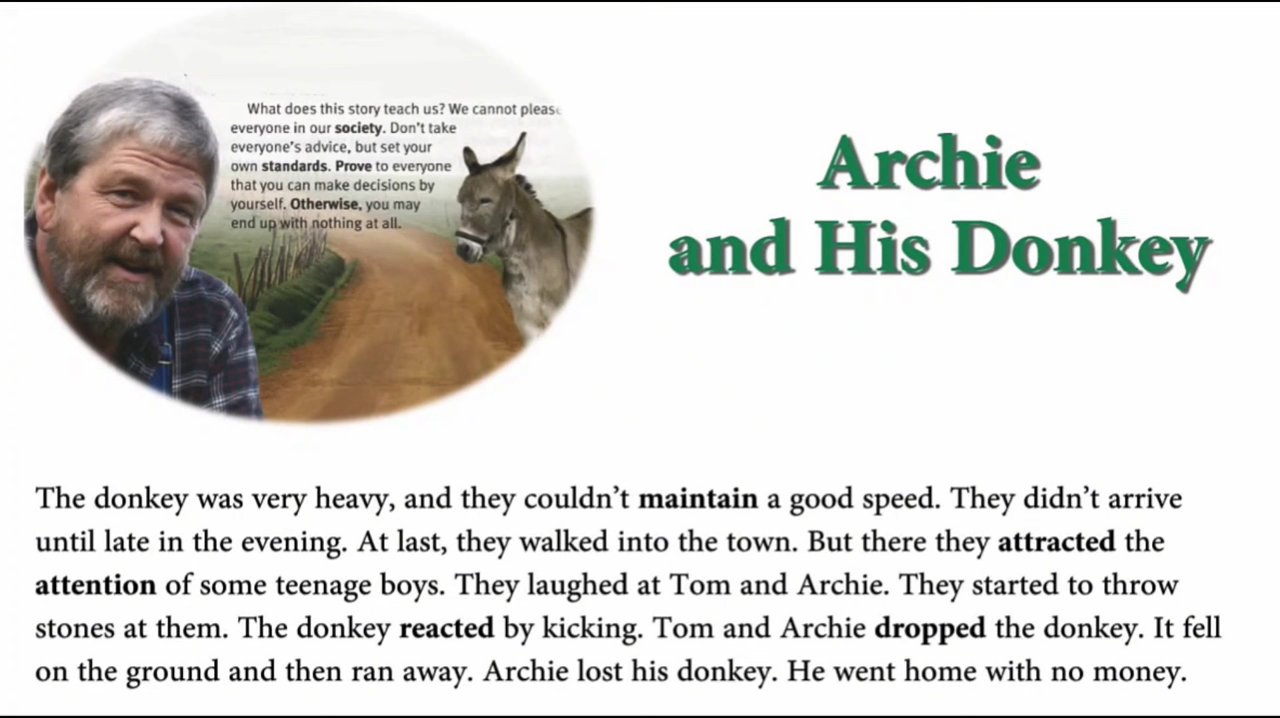 What does this story teach us? We cannot please
everyone in our society. Don't take
everyone's advice, but set your
own standards. Prove to everyone
that you can make decisions by
yourself. Otherwise, you may
end up with nothing at all.
Archie
and His Donkey
The donkey was very heavy, and they couldn't maintain a good speed. They didn't arrive
until late in the evening. At last, they walked into the town. But there they attracted the
attention of some teenage boys. They laughed at Tom and Archie. They started to throw
stones at them. The donkey reacted by kicking. Tom and Archie dropped the donkey. It fell
on the ground and then ran away. Archie lost his donkey. He went home with no money.